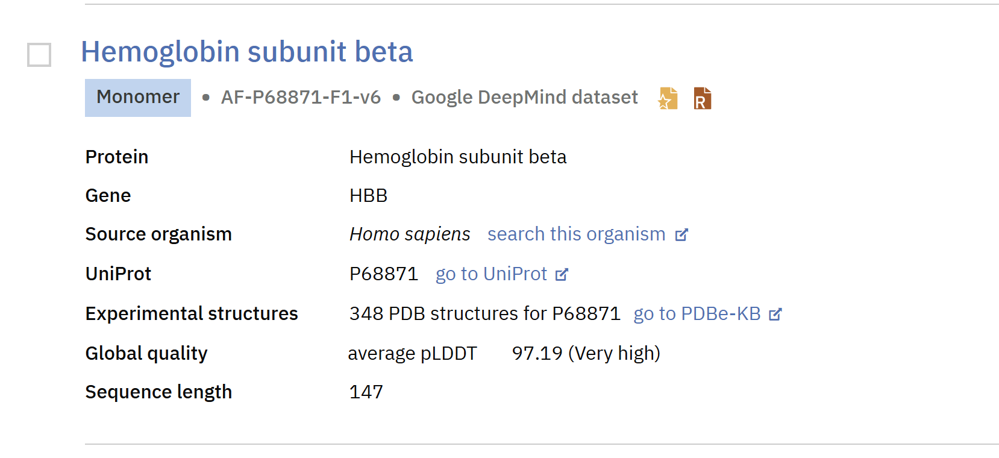 Hemoglobin subunit beta
Monomer • AF-P68871-F1-v6 • Google DeepMind dataset R
Protein Hemoglobin subunit beta
Gene HBB
Source organism Homo sapiens search this organism
UniProt P68871 go to UniProt
Experimental structures 348 PDB structures for P68871 go to PDBe-KB
Global quality average pLDDT 97.19 (Very high)
Sequence length 147